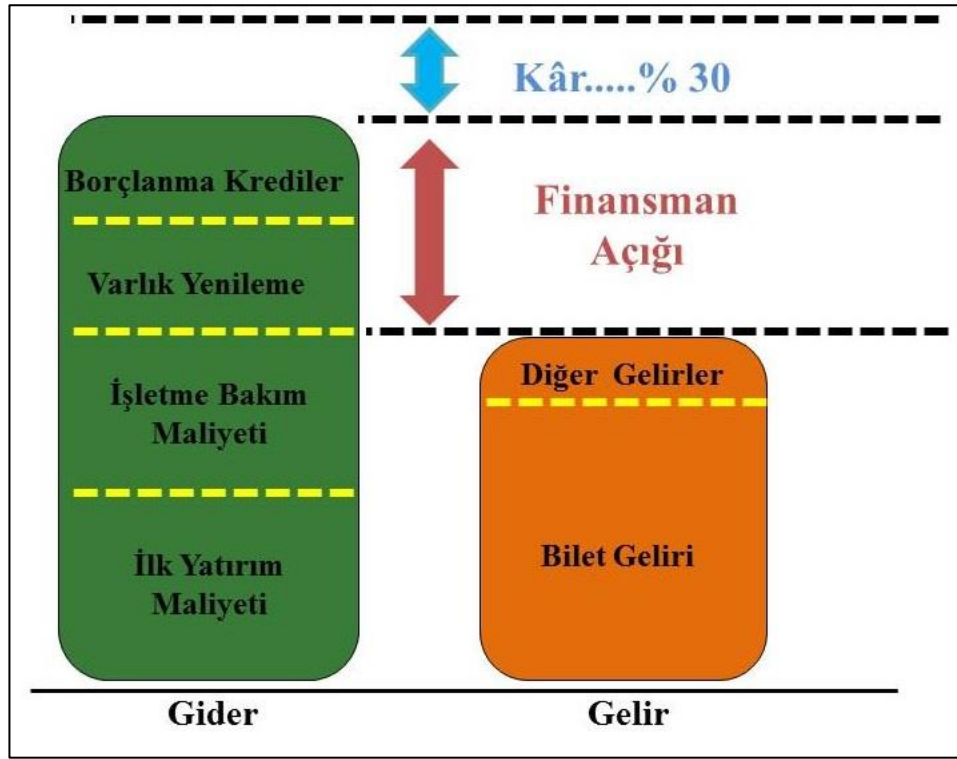 Kâr.....% 30
Borçlanma Krediler
Finansman
Açığı
Varlık Yenileme
İşletme Bakım
Maliyeti
Diğer Gelirler
İlk Yatırım
Maliyeti
Bilet Geliri
Gider
Gelir